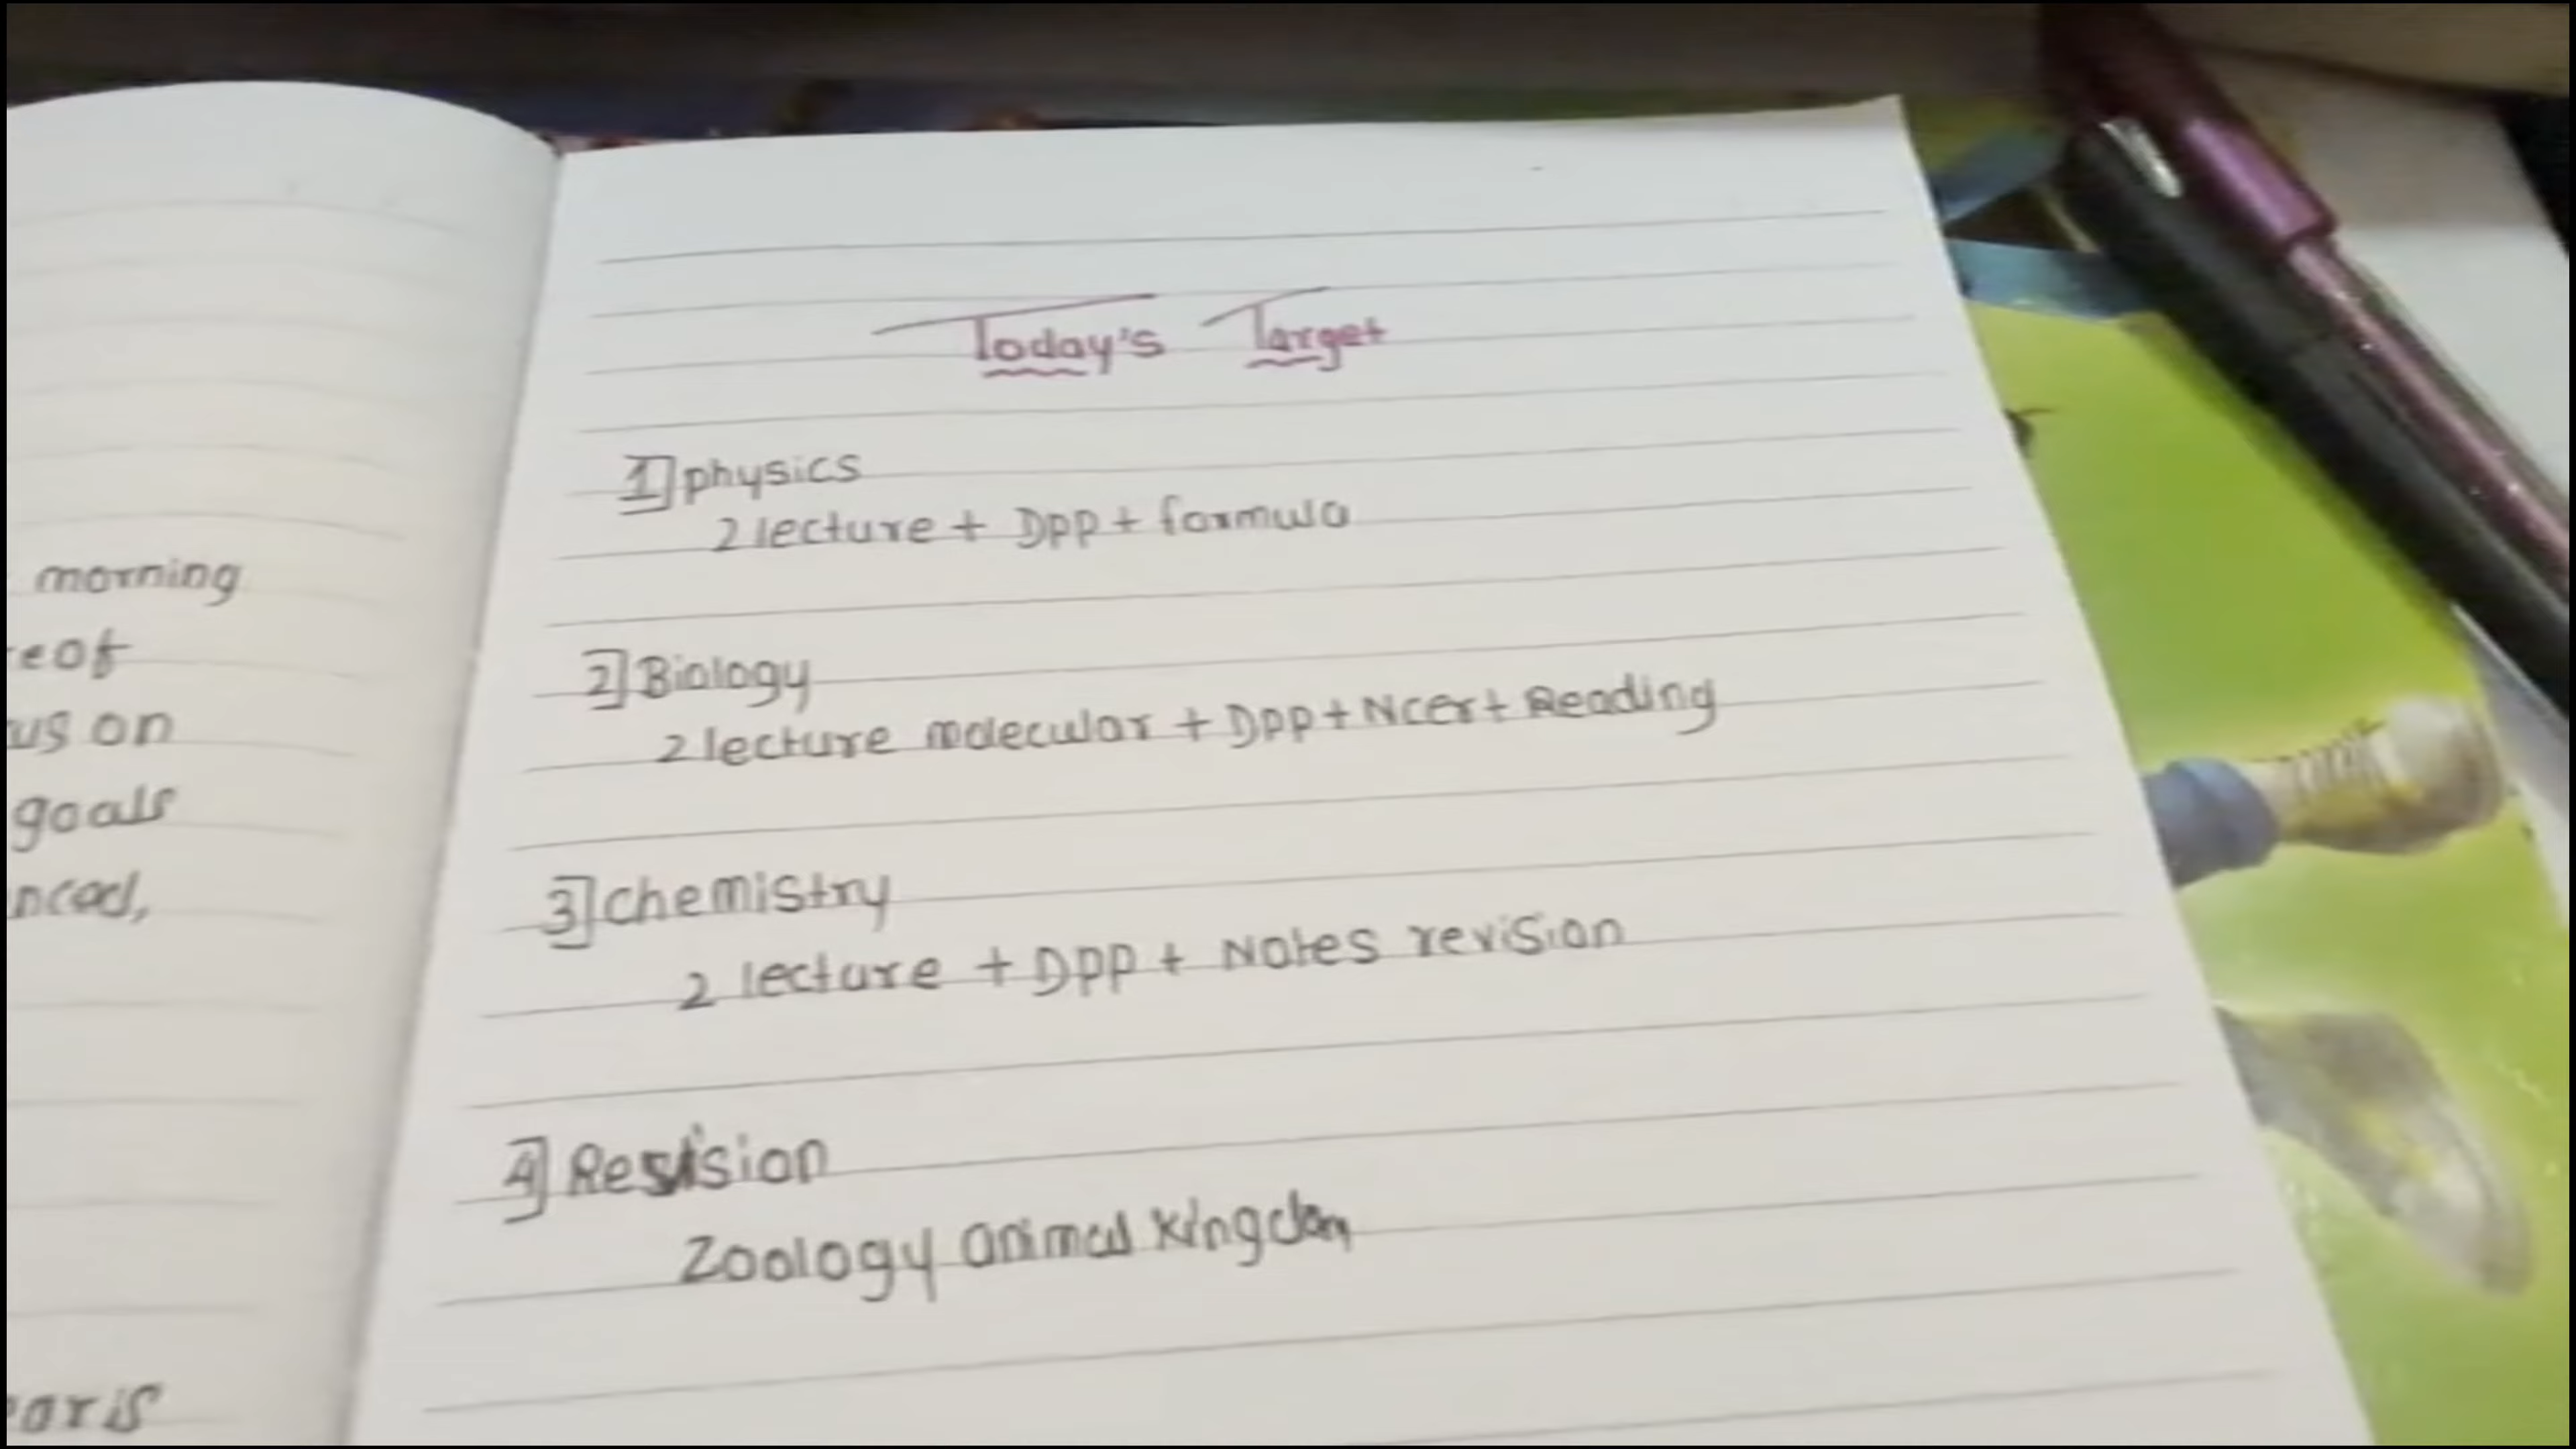 morning
eof
us on
goals
nced,
aris
Today's Target
1] physics
2 lecture + Dpp + formula
2] Biology
2 lecture molecular + Dpp + Ncert Reading
3] chemistry
2 lecture + Dpp + Notes revision
4] Revision
Zoology animal kingdom